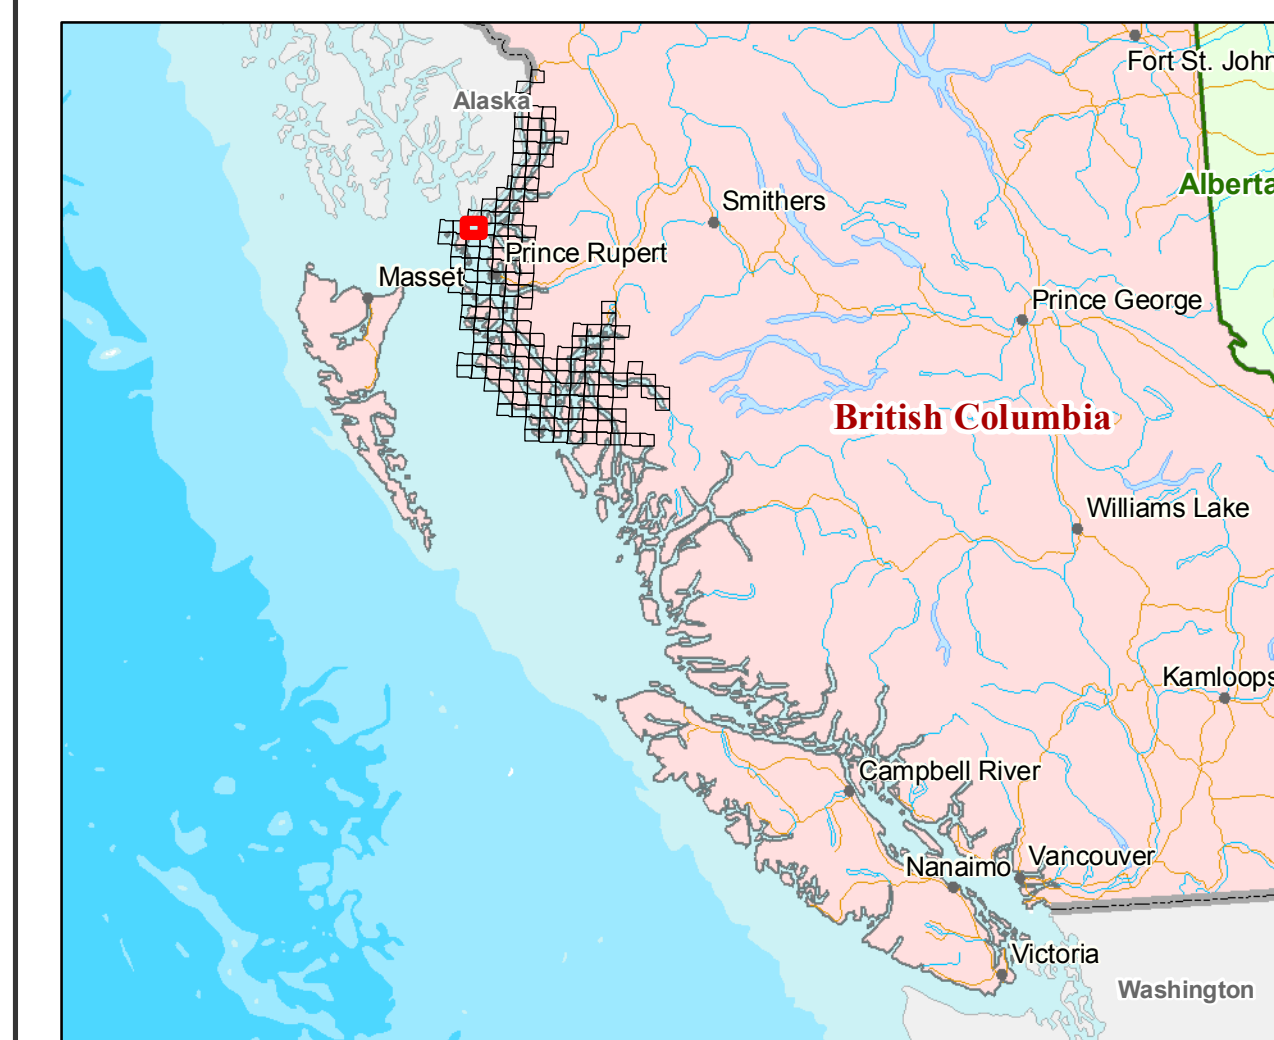 Fort St. John
Alaska
Alberta
Smithers
Prince Rupert
Masset
Prince George
British Columbia
Williams Lake
Kamloops
Campbell River
Vancouver
Nanaimo
Victoria
Washington